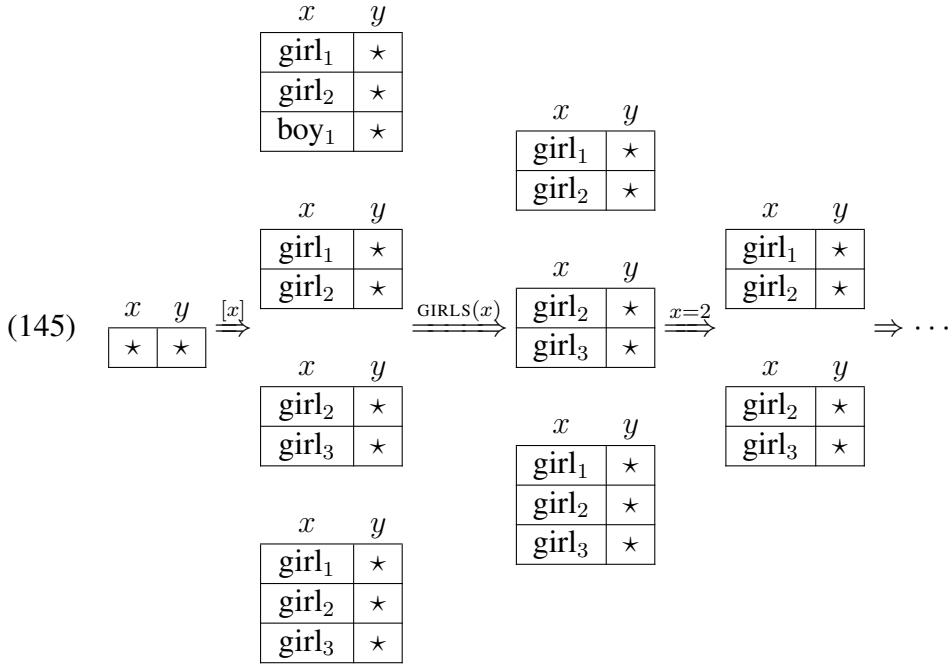 x y
girl₁ ⋆
girl₂ ⋆
boy₁ ⋆
x y
girl₁ ⋆
girl₂ ⋆
x y
girl₁ ⋆
girl₂ ⋆
x y
girl₂ ⋆
girl₃ ⋆
x y
girl₁ ⋆
girl₂ ⋆
(145)
x y
⋆ ⋆
[x]
⇒
GIRLS(x)
⇒
x=2
⇒
⇒ ⋯
x y
girl₂ ⋆
girl₃ ⋆
x y
girl₂ ⋆
girl₃ ⋆
x y
girl₁ ⋆
girl₂ ⋆
girl₃ ⋆
x y
girl₁ ⋆
girl₂ ⋆
girl₃ ⋆